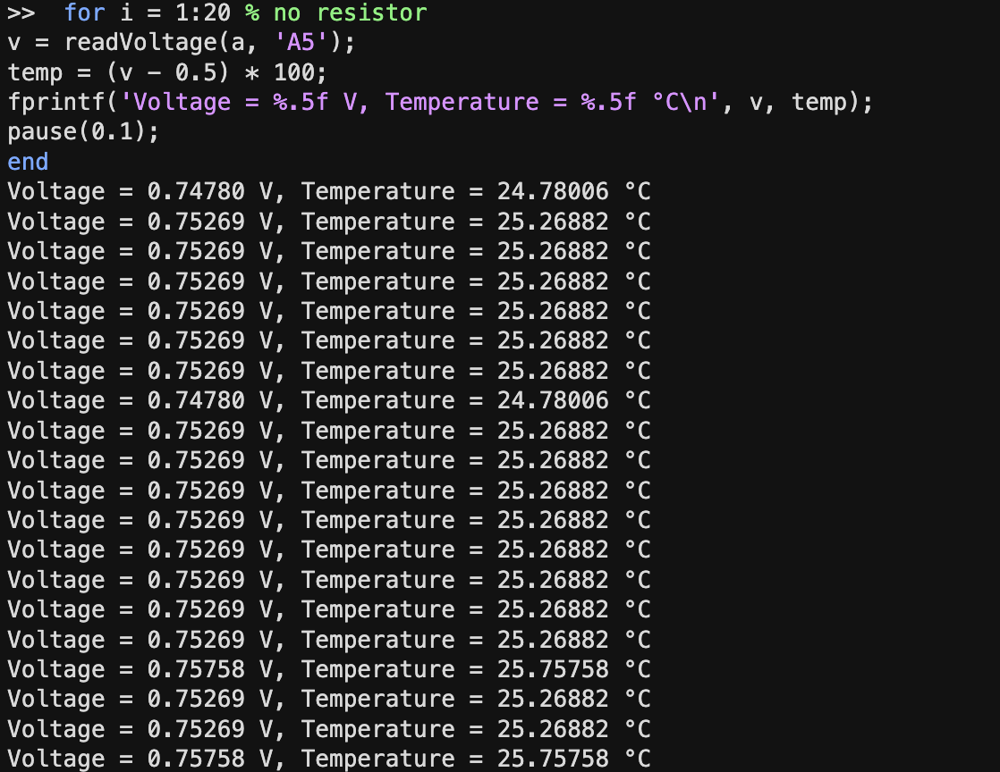 >>  for i = 1:20 % no resistor
v = readVoltage(a, 'A5');
temp = (v - 0.5) * 100;
fprintf('Voltage = %.5f V, Temperature = %.5f °C\n', v, temp);
pause(0.1);
end
Voltage = 0.74780 V, Temperature = 24.78006 °C
Voltage = 0.75269 V, Temperature = 25.26882 °C
Voltage = 0.75269 V, Temperature = 25.26882 °C
Voltage = 0.75269 V, Temperature = 25.26882 °C
Voltage = 0.75269 V, Temperature = 25.26882 °C
Voltage = 0.75269 V, Temperature = 25.26882 °C
Voltage = 0.75269 V, Temperature = 25.26882 °C
Voltage = 0.74780 V, Temperature = 24.78006 °C
Voltage = 0.75269 V, Temperature = 25.26882 °C
Voltage = 0.75269 V, Temperature = 25.26882 °C
Voltage = 0.75269 V, Temperature = 25.26882 °C
Voltage = 0.75269 V, Temperature = 25.26882 °C
Voltage = 0.75269 V, Temperature = 25.26882 °C
Voltage = 0.75269 V, Temperature = 25.26882 °C
Voltage = 0.75269 V, Temperature = 25.26882 °C
Voltage = 0.75269 V, Temperature = 25.26882 °C
Voltage = 0.75758 V, Temperature = 25.75758 °C
Voltage = 0.75269 V, Temperature = 25.26882 °C
Voltage = 0.75269 V, Temperature = 25.26882 °C
Voltage = 0.75758 V, Temperature = 25.75758 °C